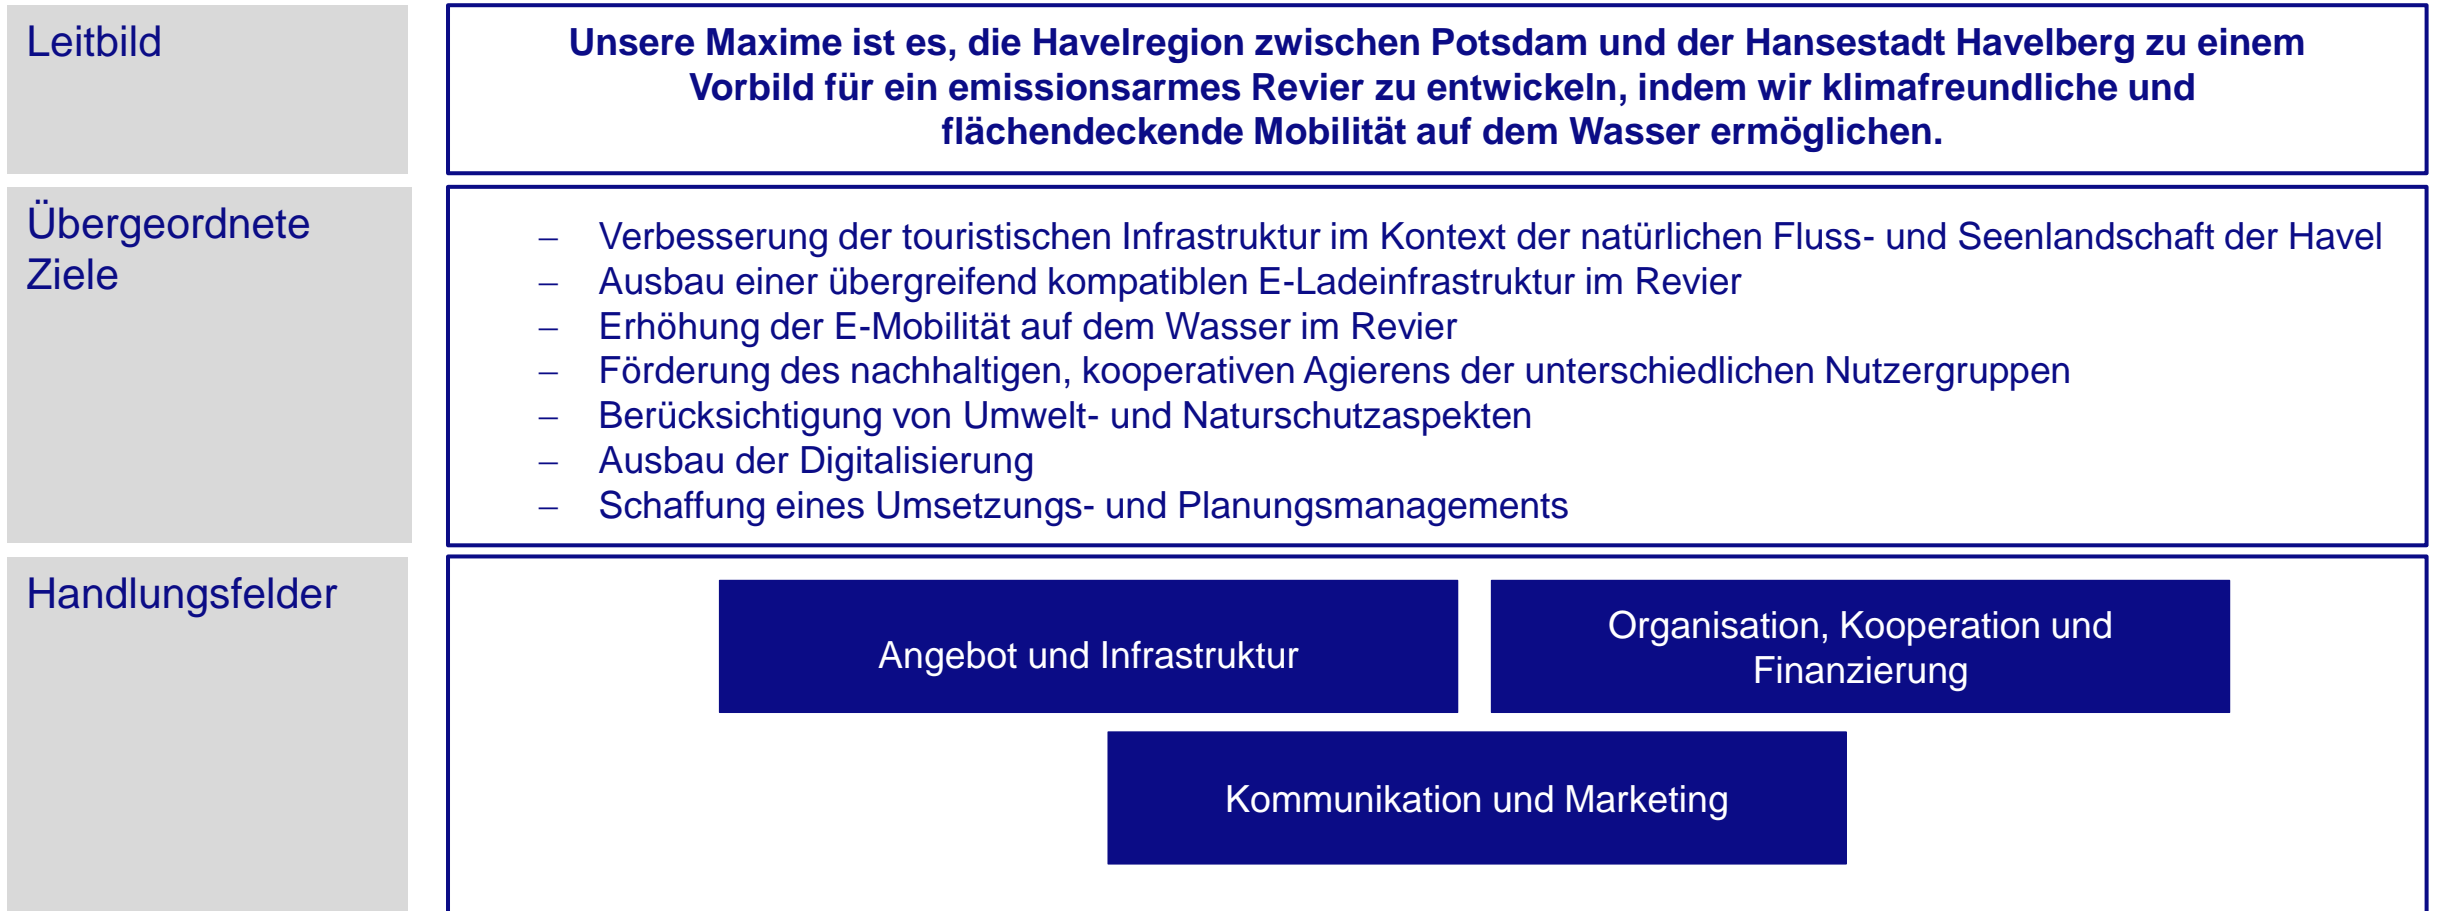 Leitbild
Unsere Maxime ist es, die Havelregion zwischen Potsdam und der Hansestadt Havelberg zu einem
Vorbild für ein emissionsarmes Revier zu entwickeln, indem wir klimafreundliche und
flächendeckende Mobilität auf dem Wasser ermöglichen.
Übergeordnete
Ziele
– Verbesserung der touristischen Infrastruktur im Kontext der natürlichen Fluss- und Seenlandschaft der Havel
– Ausbau einer übergreifend kompatiblen E-Ladeinfrastruktur im Revier
– Erhöhung der E-Mobilität auf dem Wasser im Revier
– Förderung des nachhaltigen, kooperativen Agierens der unterschiedlichen Nutzergruppen
– Berücksichtigung von Umwelt- und Naturschutzaspekten
– Ausbau der Digitalisierung
– Schaffung eines Umsetzungs- und Planungsmanagements
Handlungsfelder
Angebot und Infrastruktur
Organisation, Kooperation und
Finanzierung
Kommunikation und Marketing